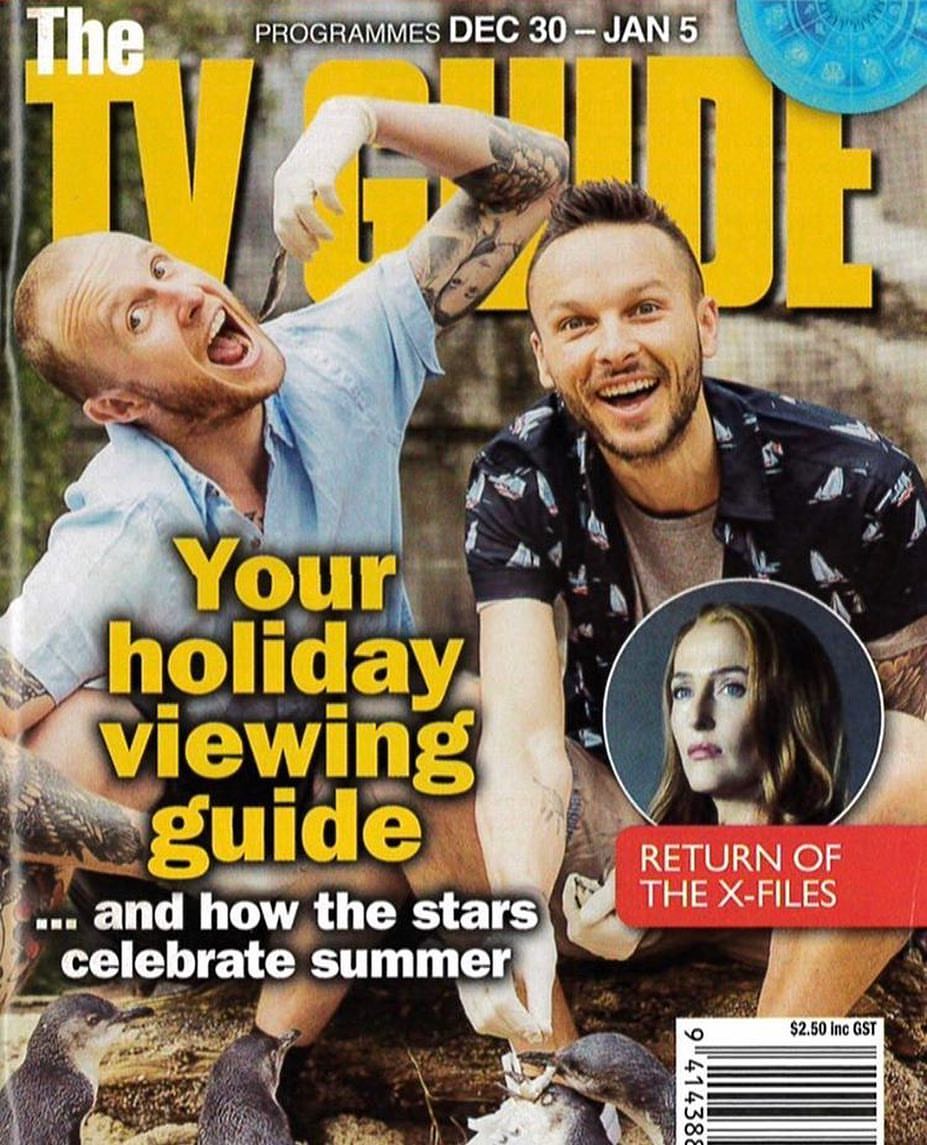 The
PROGRAMMES DEC 30 – JAN 5
TV GUIDE
Your
holiday
viewing
guide
... and how the stars
celebrate summer
RETURN OF
THE X-FILES
$2.50 inc GST
9 414388